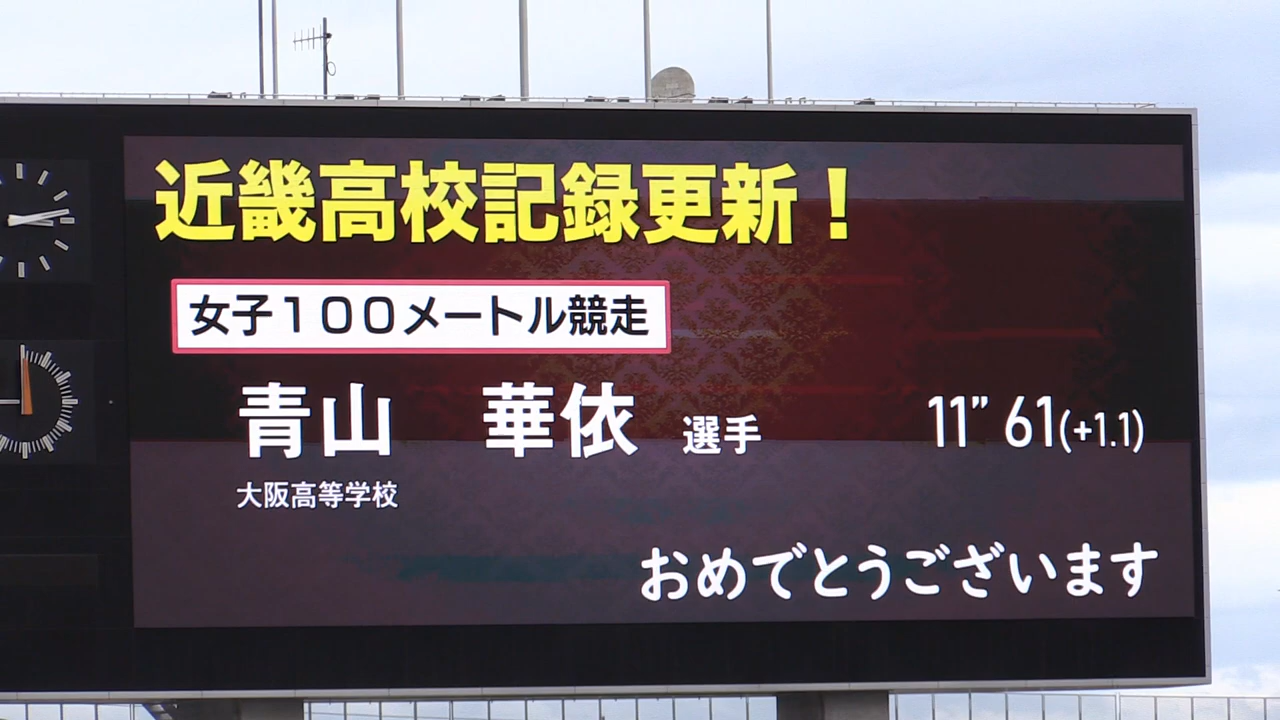 近畿高校記録更新！
女子１００メートル競走
青山　華依 選手 11” 61(+1.1)
大阪高等学校
おめでとうございます